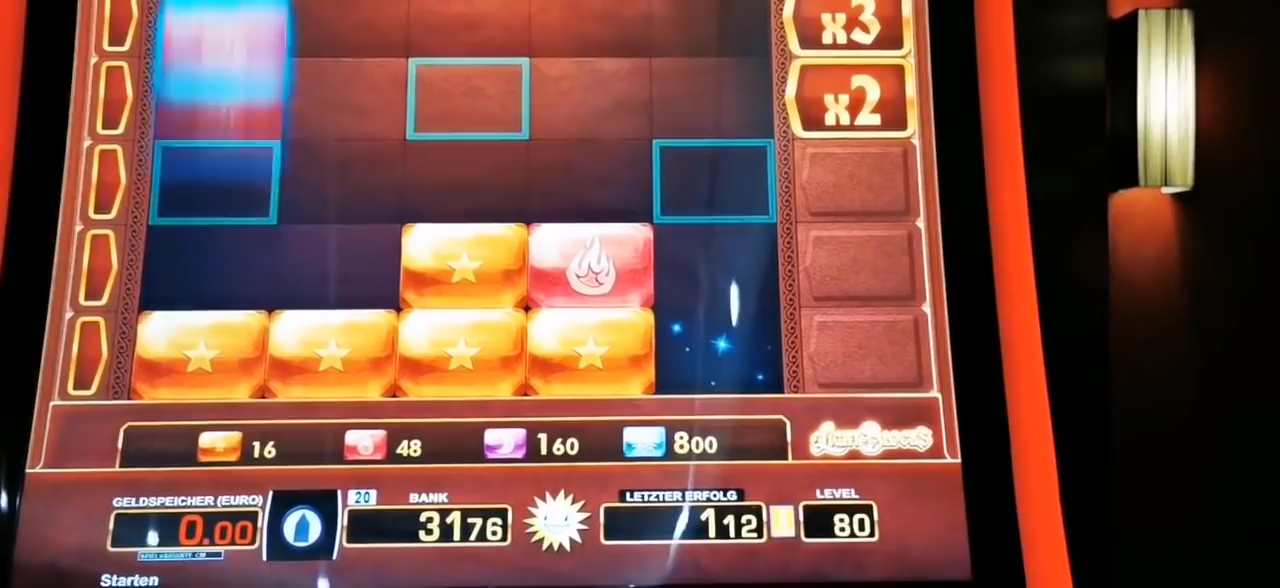 x3
x2
16 48 160 800
GELDSPEICHER (EURO) 20 BANK LETZTER ERFOLG LEVEL
0.00 3176 112 80
Starten